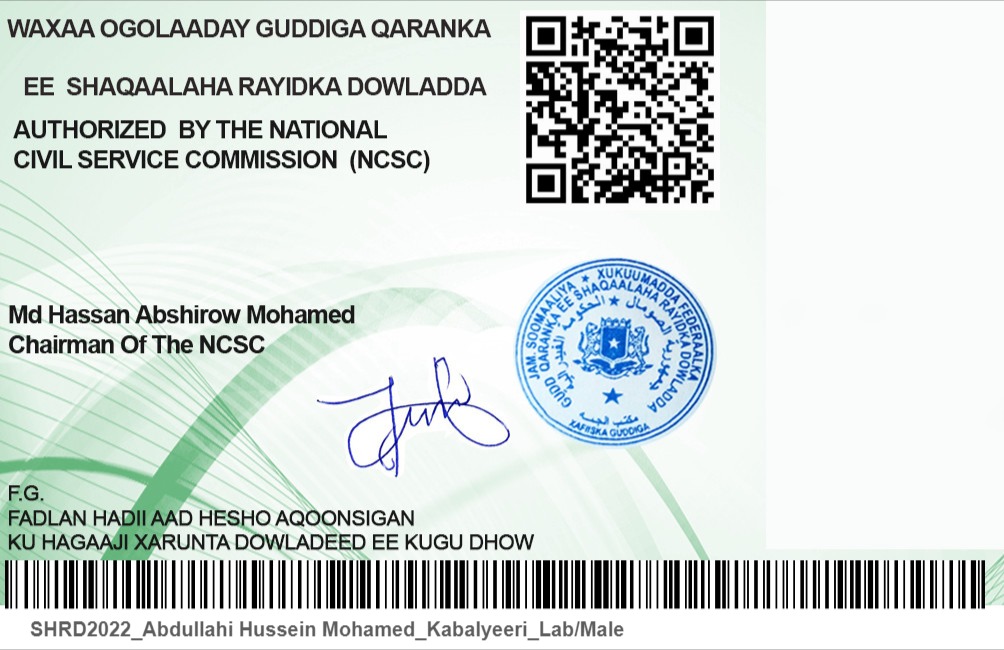 WAXAA OGOLAADAY GUDDIGA QARANKA
EE SHAQAALAHA RAYIDKA DOWLADDA
AUTHORIZED BY THE NATIONAL
CIVIL SERVICE COMMISSION (NCSC)
JAM. SOOMAALIYA ★ XUKUUMADDA FEDERAALKA
GUDD QARANKA EE SHAQAALAHA RAYIDKA DOWLADDA
XAFIISKA GUDDIGA
Md Hassan Abshirow Mohamed
Chairman Of The NCSC
F.G.
FADLAN HADII AAD HESHO AQOONSIGAN
KU HAGAAJI XARUNTA DOWLADEED EE KUGU DHOW
SHRD2022_Abdullahi Hussein Mohamed_Kabalyeeri_Lab/Male